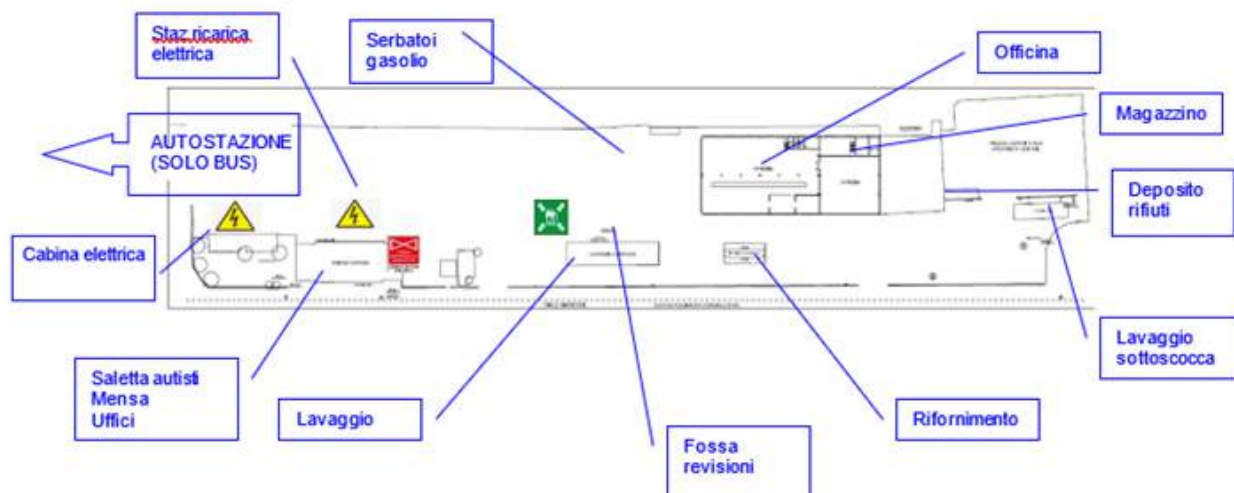 Staz.ricarica
elettrica
Serbatoi
gasolio
Officina
Magazzino
AUTOSTAZIONE
(SOLO BUS)
Deposito
rifiuti
Cabina elettrica
Lavaggio
sottoscocca
Saletta autisti
Mensa
Uffici
Lavaggio
Rifornimento
Fossa
revisioni